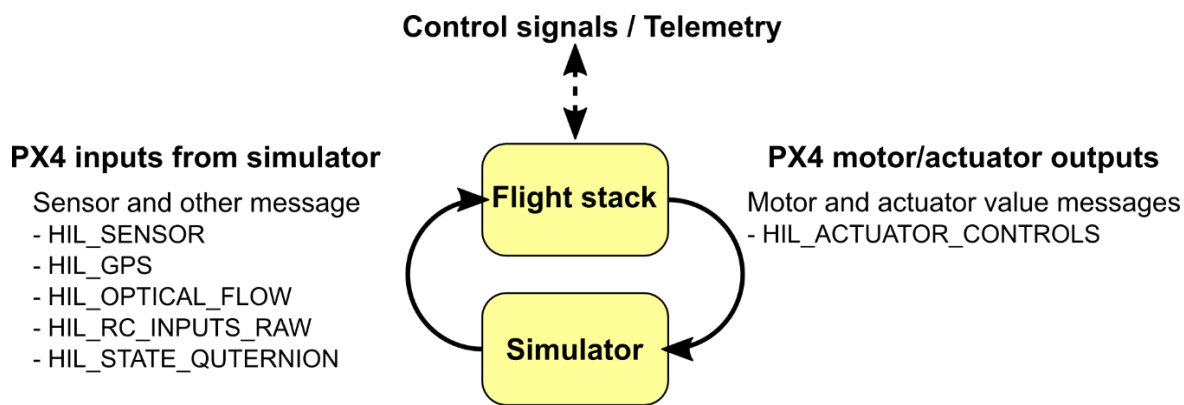 Control signals / Telemetry
PX4 inputs from simulator
Sensor and other message
- HIL_SENSOR
- HIL_GPS
- HIL_OPTICAL_FLOW
- HIL_RC_INPUTS_RAW
- HIL_STATE_QUTERNION
Flight stack
Simulator
PX4 motor/actuator outputs
Motor and actuator value messages
- HIL_ACTUATOR_CONTROLS